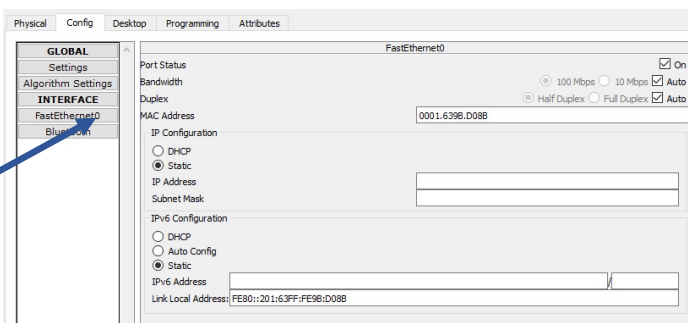 Physical Config Desktop Programming Attributes
GLOBAL
Settings
Algorithm Settings
INTERFACE
FastEthernet0
Bluetooth
FastEthernet0
Port Status On
Bandwidth 100 Mbps 10 Mbps Auto
Duplex Half Duplex Full Duplex Auto
MAC Address 0001.639B.D08B
IP Configuration
DHCP
Static
IP Address
Subnet Mask
IPv6 Configuration
DHCP
Auto Config
Static
IPv6 Address /
Link Local Address: FE80::201:63FF:FE9B:D08B